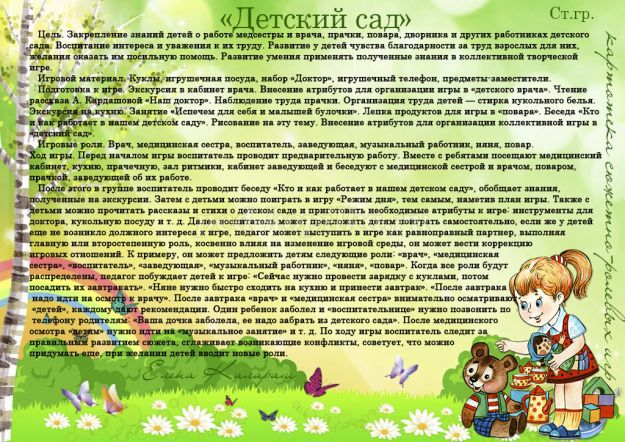 «Детский сад»
Ст.гр.
Цель. Закрепление знаний детей о работе медсестры и врача, прачки, повара, дворника и других работниках детского
сада. Воспитание интереса и уважения к их труду. Развитие у детей чувства благодарности за труд взрослых для них,
желания оказать им посильную помощь. Развитие умения применять полученные знания в коллективной творческой
игре.
Игровой материал. Куклы, игрушечная посуда, набор «Доктор», игрушечный телефон, предметы-заместители.
Подготовка к игре. Экскурсия в кабинет врача. Внесение атрибутов для организации игры в «детского врача». Чтение
рассказа А. Кардашовой «Наш доктор». Наблюдение труда прачки. Организация труда детей — стирка кукольного белья.
Экскурсия на кухню. Занятие «Испечем для себя и малышей булочки». Лепка продуктов для игры в «повара». Беседа «Кто
и как работает в нашем детском саду». Рисование на эту тему. Внесение атрибутов для организации коллективной игры в
«детский сад».
Игровые роли. Врач, медицинская сестра, воспитатель, заведующая, музыкальный работник, няня, повар.
Ход игры. Перед началом игры воспитатель проводит предварительную работу. Вместе с ребятами посещают медицинский
кабинет, кухню, прачечную, зал ритмики, кабинет заведующей и беседуют с медицинской сестрой и врачом, поваром,
прачкой, заведующей об их работе.
После этого в группе воспитатель проводит беседу «Кто и как работает в нашем детском саду», обобщает знания,
полученные на экскурсии. Затем с детьми можно поиграть в игру «Режим дня», тем самым, наметив план игры. Также с
детьми можно прочитать рассказы и стихи о детском саде и приготовить необходимые атрибуты к игре: инструменты для
доктора, кукольную посуду и т. д. Далее воспитатель может предложить детям поиграть самостоятельно, если же у детей
еще не возникло должного интереса к игре, педагог может выступить в игре как равноправный партнер, выполняя
главную или второстепенную роль, косвенно влияя на изменение игровой среды, он может вести коррекцию
игровых отношений. К примеру, он может предложить детям следующие роли: «врач», «медицинская
сестра», «воспитатель», «заведующая», «музыкальный работник», «няня», «повар». Когда все роли будут
распределены, педагог побуждает детей к игре: «Сейчас нужно провести зарядку с куклами, потом
посадить их завтракать». «Няне нужно быстро сходить на кухню и принести завтрак». «После завтрака
надо идти на осмотр к врачу». После завтрака «врач» и «медицинская сестра» внимательно осматривают
«детей», каждому дают рекомендации. Один ребенок заболел и «воспитательнице» нужно позвонить по
телефону родителям: «Ваша дочка заболела, ее надо забрать из детского сада». После медицинского
осмотра «детям» нужно идти на «музыкальное занятие» и т. д. По ходу игры воспитатель следит за
правильным развитием сюжета, сглаживает возникающие конфликты, советует, что можно
придумать еще, при желании детей вводит новые роли.
Елена
картотека сюжетно-ролевых игр